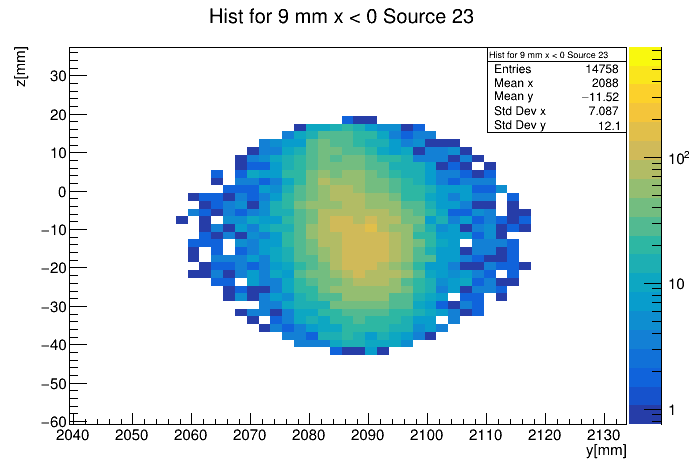 Hist for 9 mm x < 0 Source 23
z[mm]
Hist for 9 mm x < 0 Source 23
Entries 14758
Mean x 2088
Mean y −11.52
Std Dev x 7.087
Std Dev y 12.1
30
20
10
0
−10
−20
−30
−40
−50
−60
10²
10
1
2040 2050 2060 2070 2080 2090 2100 2110 2120 2130
y[mm]